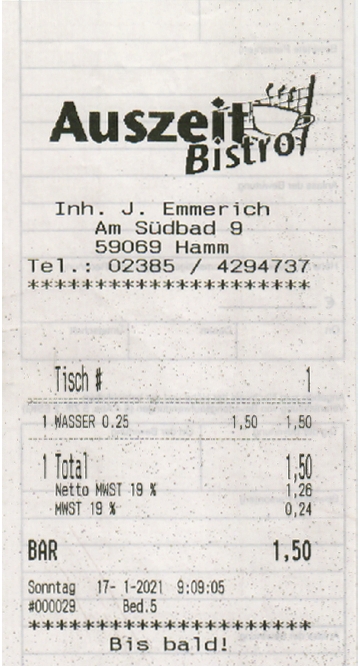 Auszeit
Bistro
Inh. J. Emmerich
Am Südbad 9
59069 Hamm
Tel.: 02385 / 4294737
**********************
Tisch # 1
1 WASSER 0.25 1,50 1,50
1 Total 1,50
Netto MWST 19 % 1,26
MWST 19 % 0,24
BAR 1,50
Sonntag 17- 1-2021 9:09:05
#000029 Bed.5
**********************
Bis bald!